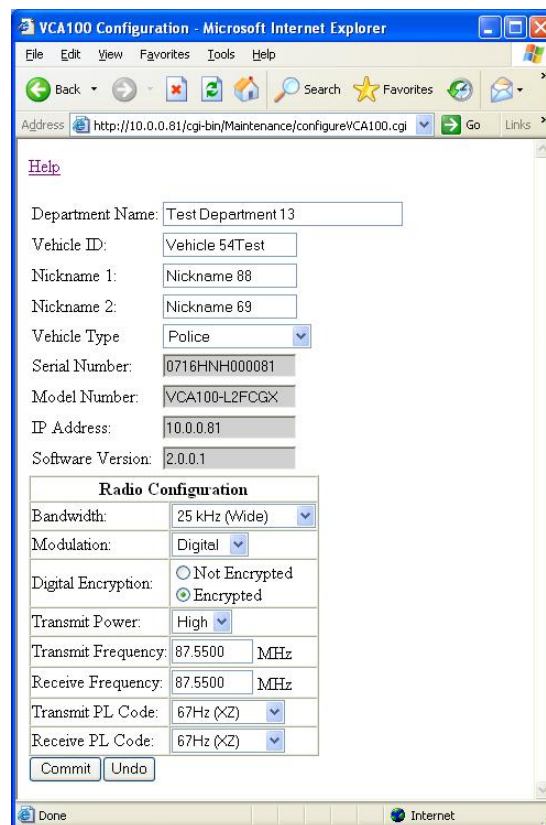 VCA100 Configuration - Microsoft Internet Explorer
File Edit View Favorites Tools Help
Back Search Favorites
Address http://10.0.0.81/cgi-bin/Maintenance/configureVCA100.cgi Go Links
Help
Department Name: Test Department 13
Vehicle ID: Vehicle 54Test
Nickname 1: Nickname 88
Nickname 2: Nickname 69
Vehicle Type Police
Serial Number: 0716HNH000081
Model Number: VCA100-L2FCGX
IP Address: 10.0.0.81
Software Version: 2.0.0.1
Radio Configuration
Bandwidth: 25 kHz (Wide)
Modulation: Digital
Digital Encryption: Not Encrypted
Encrypted
Transmit Power: High
Transmit Frequency: 87.5500 MHz
Receive Frequency: 87.5500 MHz
Transmit PL Code: 67Hz (XZ)
Receive PL Code: 67Hz (XZ)
Commit Undo
Done Internet